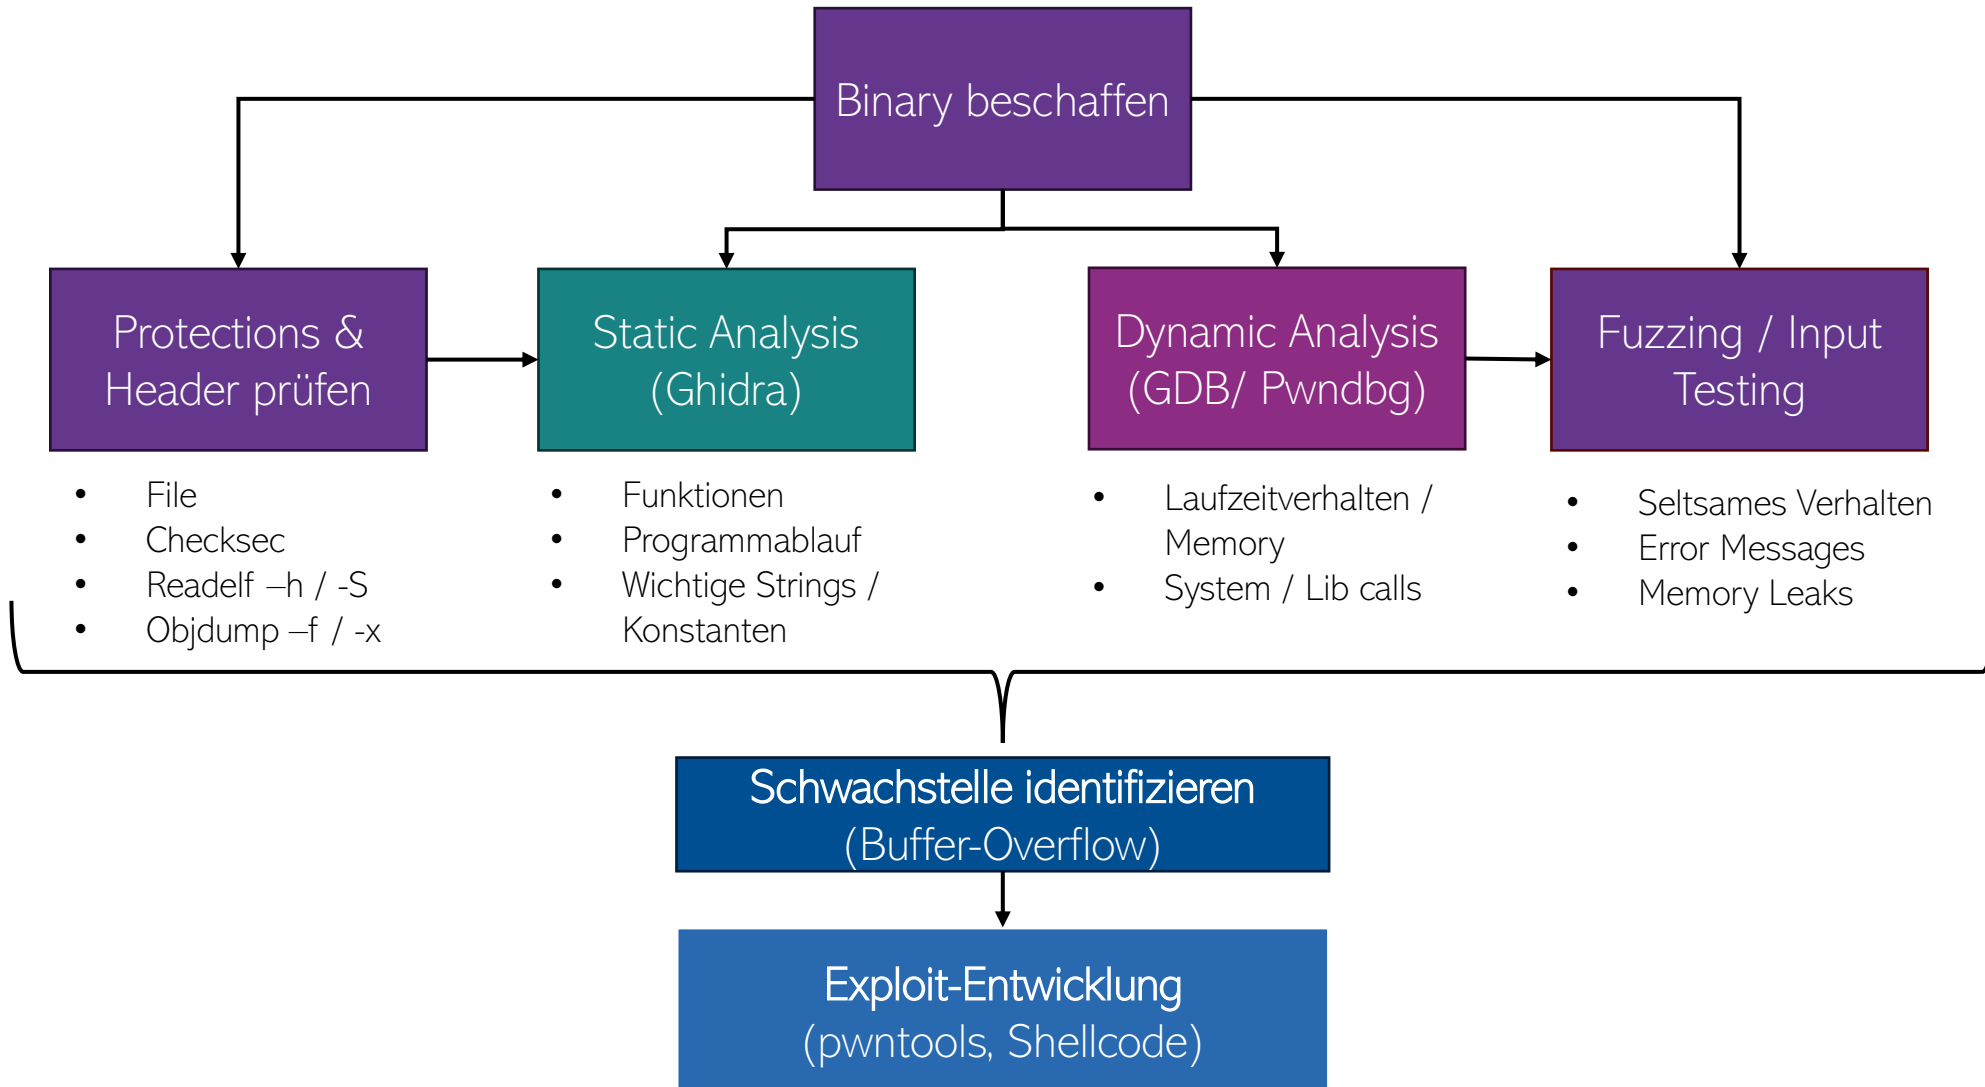 Binary beschaffen
Protections &
Header prüfen
Static Analysis
(Ghidra)
Dynamic Analysis
(GDB/ Pwndbg)
Fuzzing / Input
Testing
• File
• Checksec
• Readelf –h / -S
• Objdump –f / -x
• Funktionen
• Programmablauf
• Wichtige Strings /
Konstanten
• Laufzeitverhalten /
Memory
• System / Lib calls
• Seltsames Verhalten
• Error Messages
• Memory Leaks
Schwachstelle identifizieren
(Buffer-Overflow)
Exploit-Entwicklung
(pwntools, Shellcode)